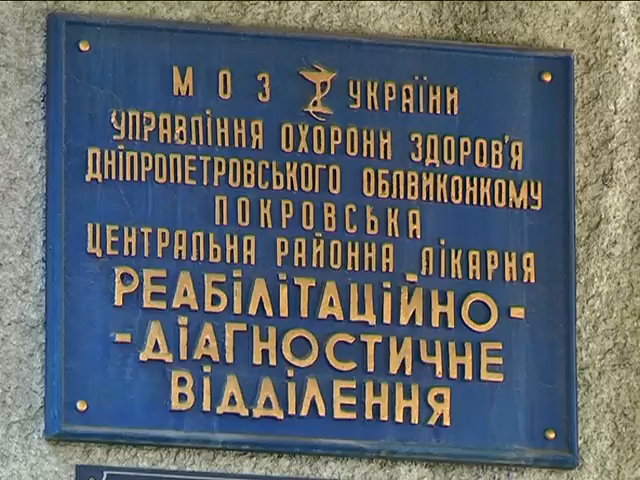 МОЗ УКРАЇНИ
УПРАВЛІННЯ ОХОРОНИ ЗДОРОВ'Я
ДНІПРОПЕТРОВСЬКОГО ОБЛВИКОНКОМУ
ПОКРОВСЬКА
ЦЕНТРАЛЬНА РАЙОННА ЛІКАРНЯ
РЕАБІЛІТАЦІЙНО-
-ДІАГНОСТИЧНЕ
ВІДДІЛЕННЯ